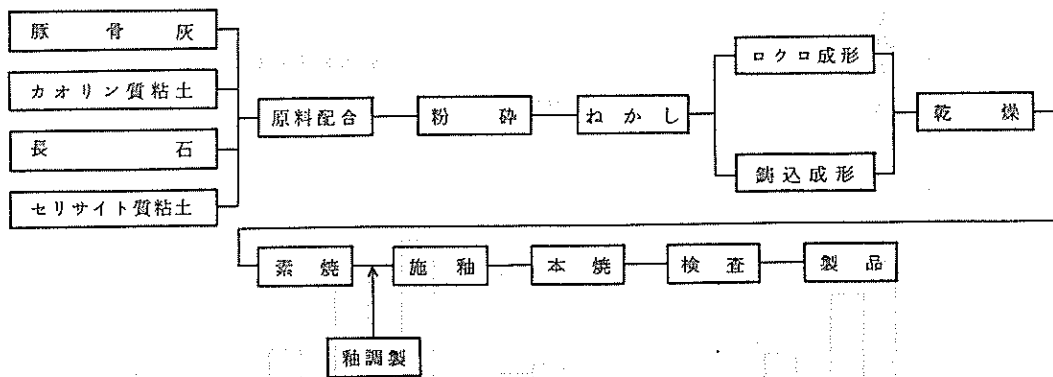 豚骨灰
カオリン質粘土
長石
セリサイト質粘土
原料配合
粉砕
ねかし
ロクロ成形
鋳込成形
乾燥
素焼
施釉
本焼
検査
製品
釉調製